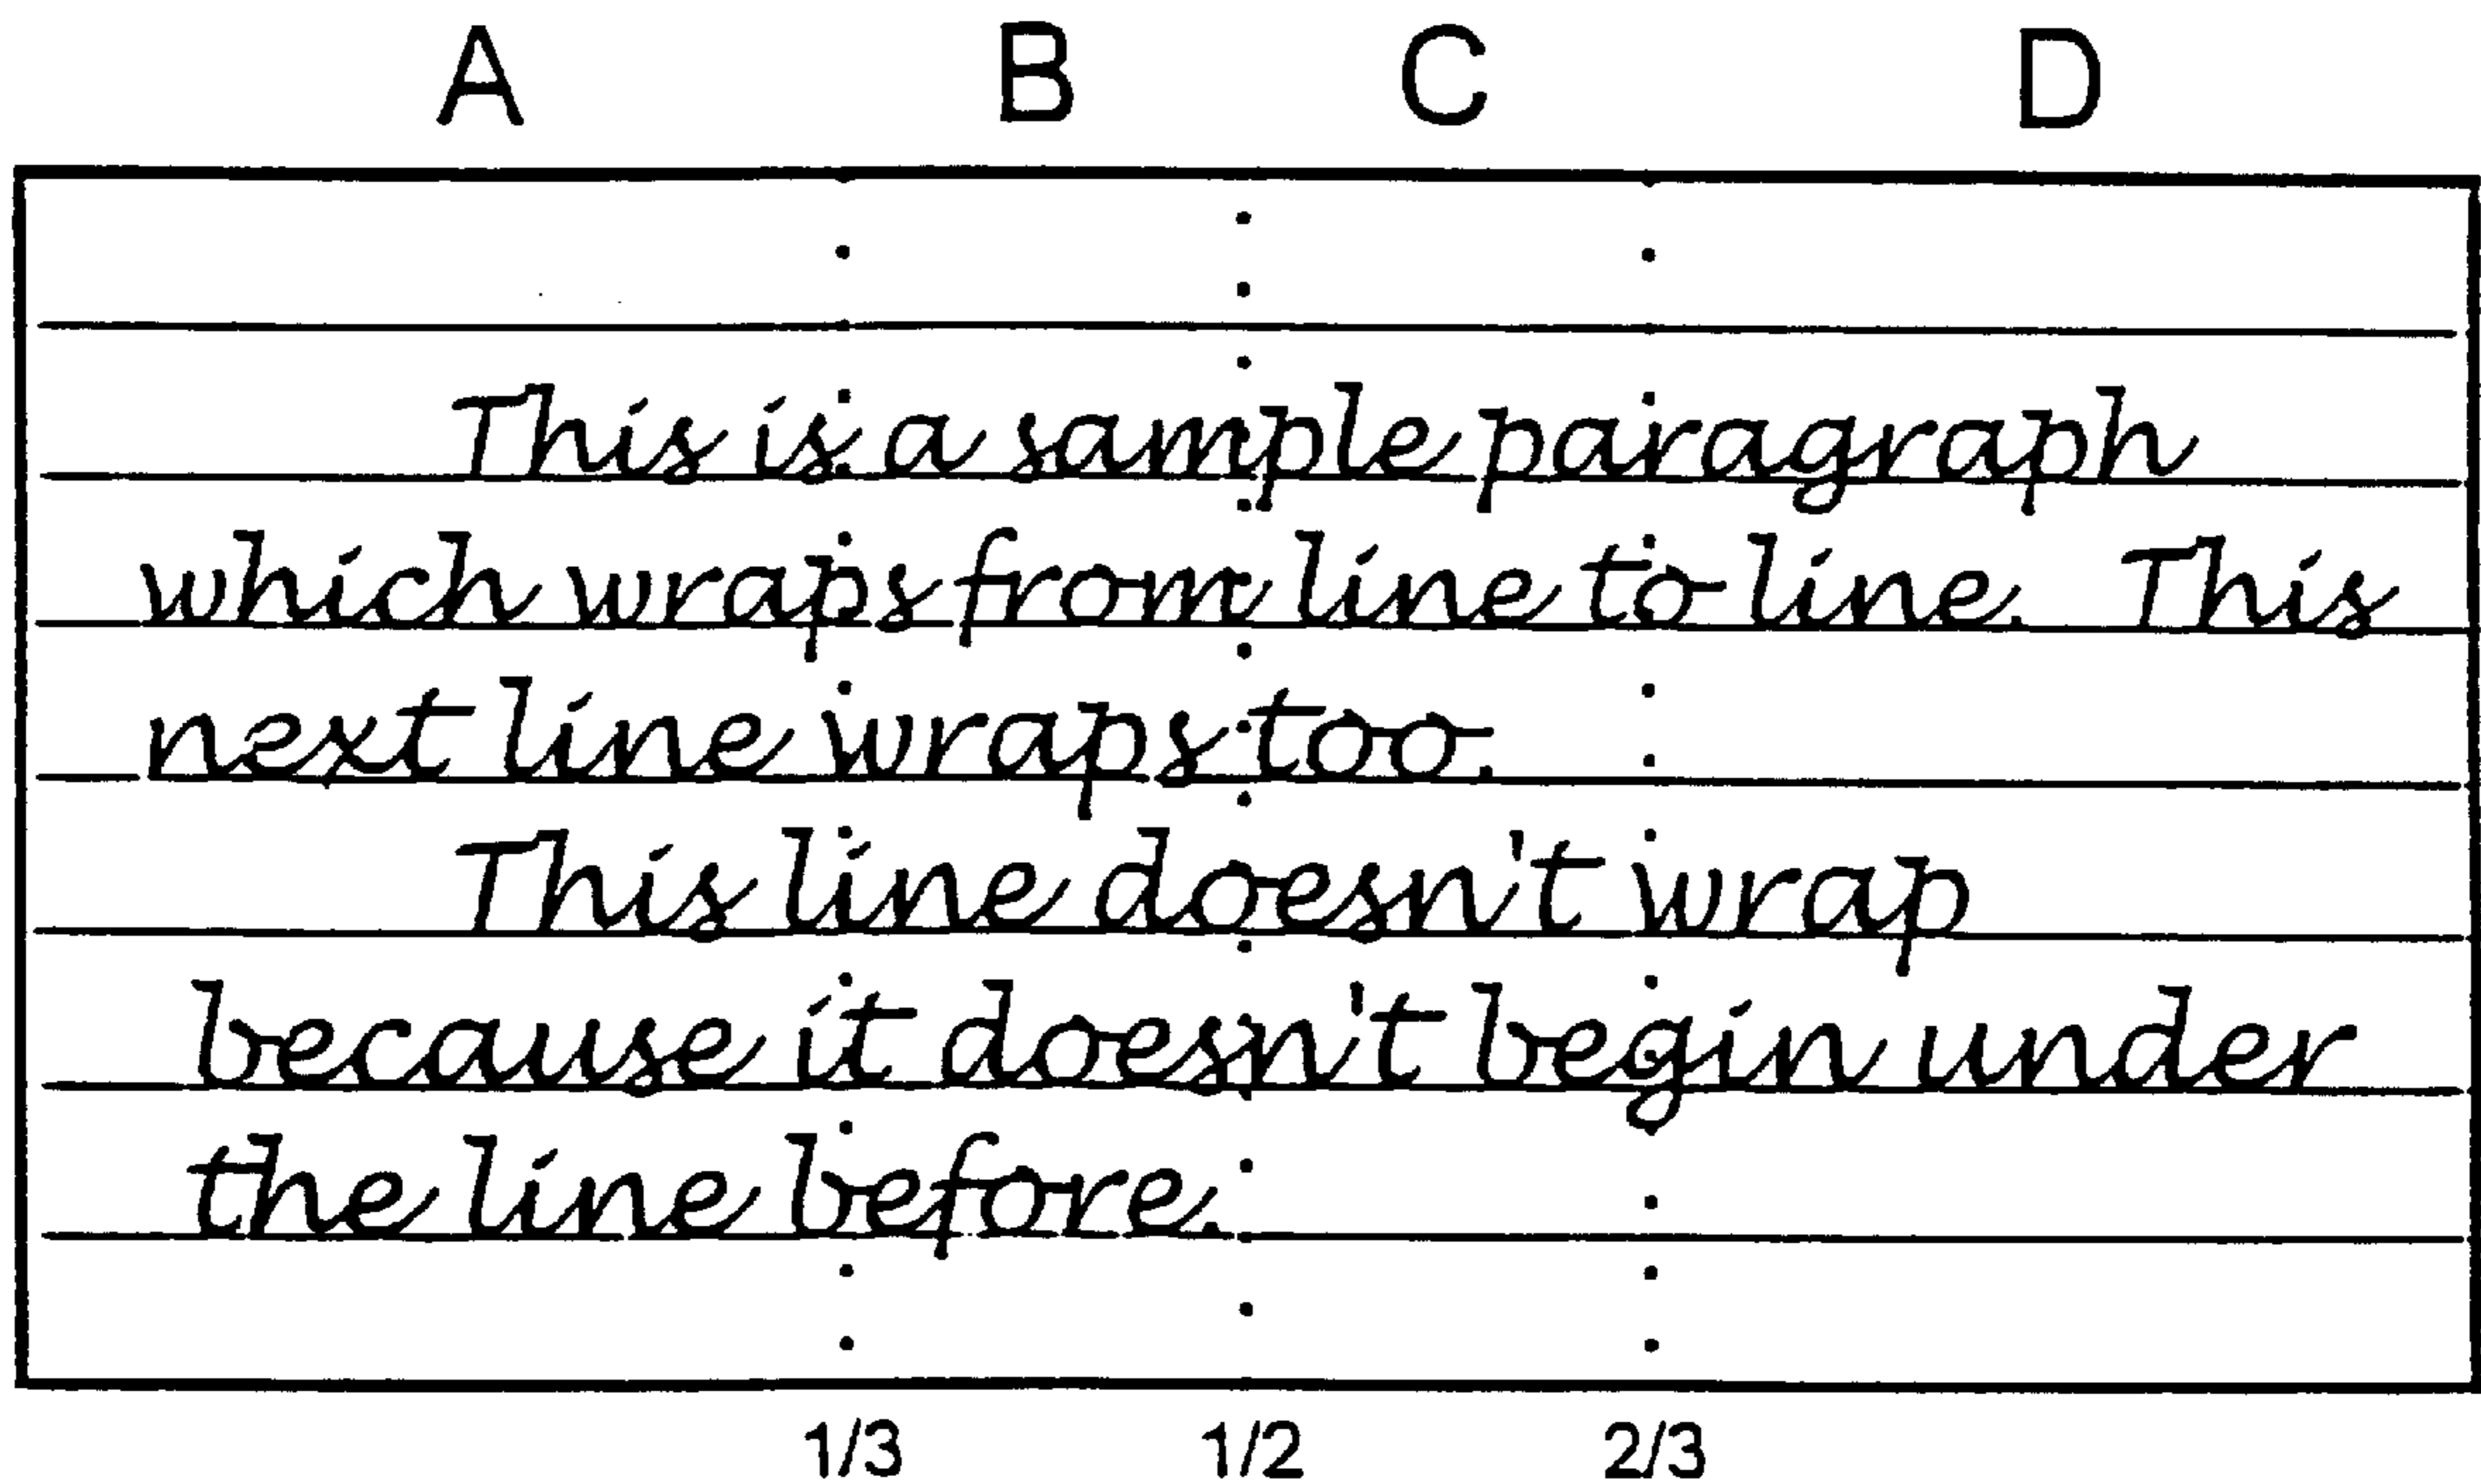 A B C D
This is a sample paragraph
which wraps from line to line. This
next line wraps too.
This line doesn't wrap
because it doesn't begin under
the line before.
1/3 1/2 2/3